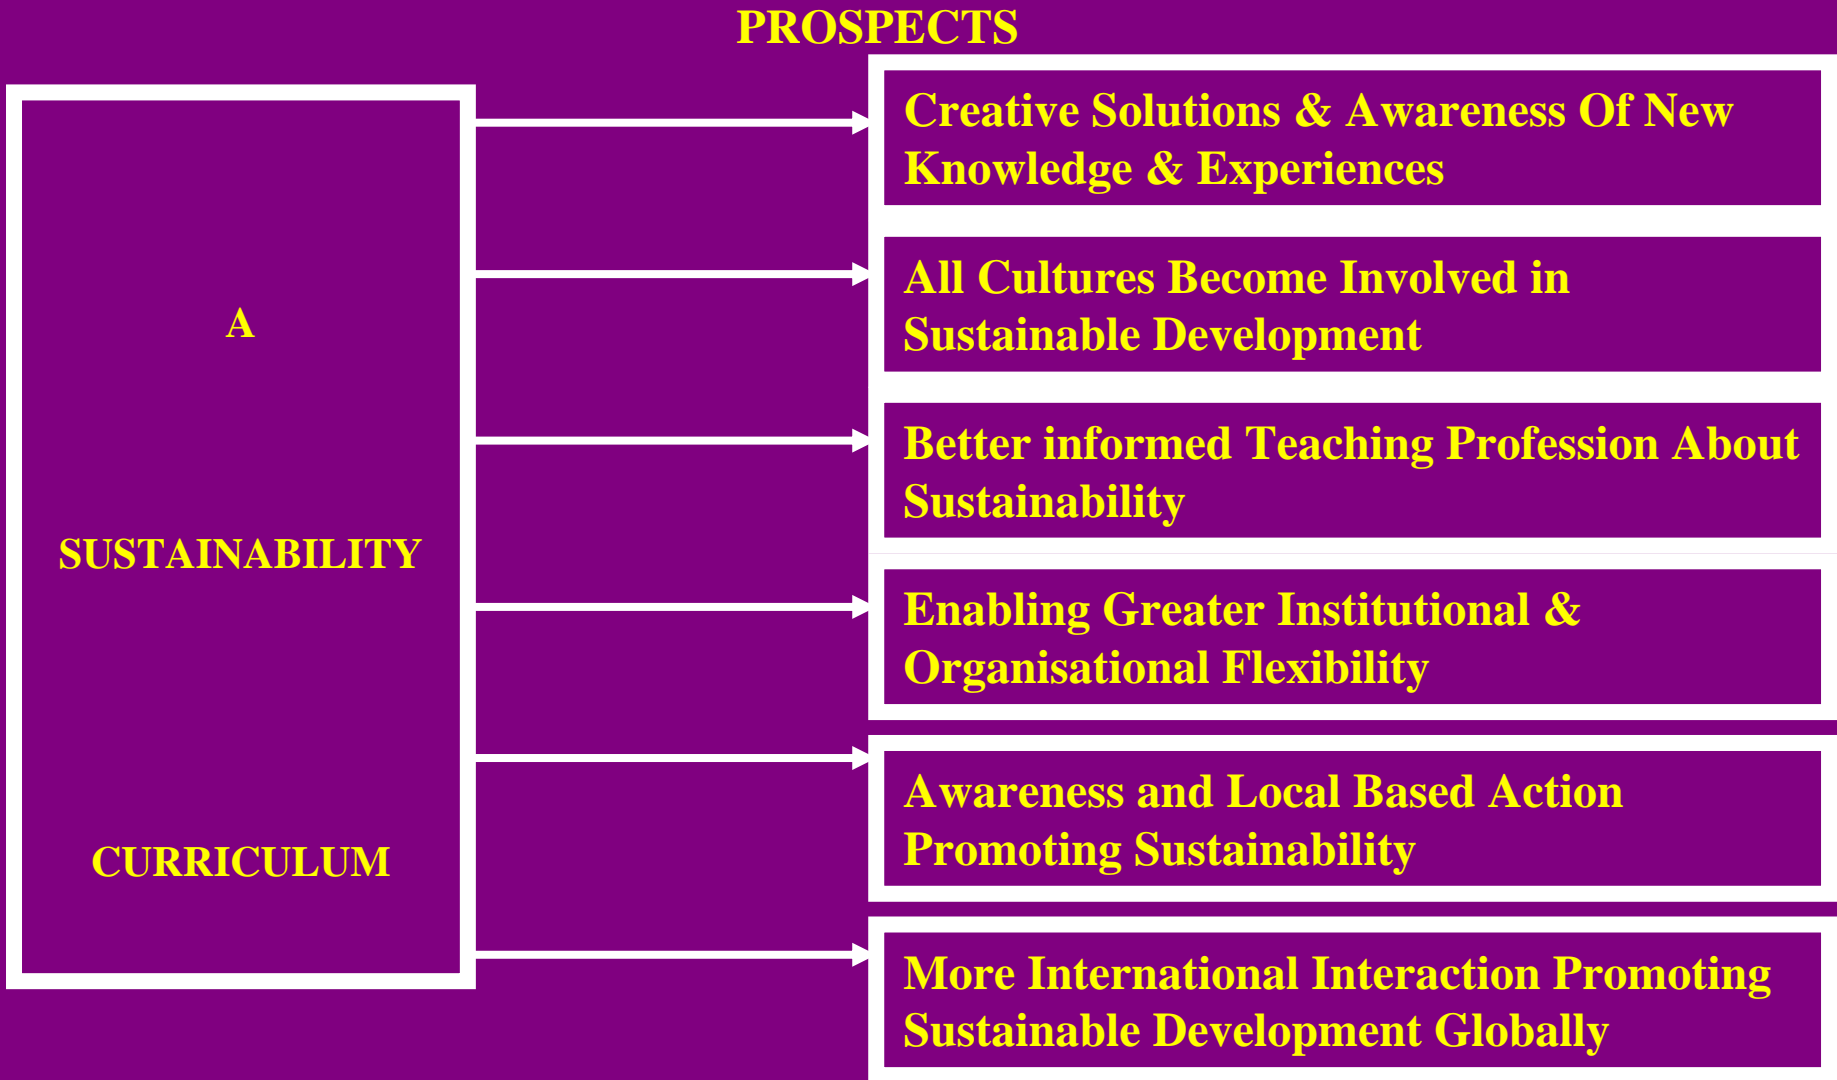 PROSPECTS
A
SUSTAINABILITY
CURRICULUM
Creative Solutions & Awareness Of New
Knowledge & Experiences
All Cultures Become Involved in
Sustainable Development
Better informed Teaching Profession About
Sustainability
Enabling Greater Institutional &
Organisational Flexibility
Awareness and Local Based Action
Promoting Sustainability
More International Interaction Promoting
Sustainable Development Globally